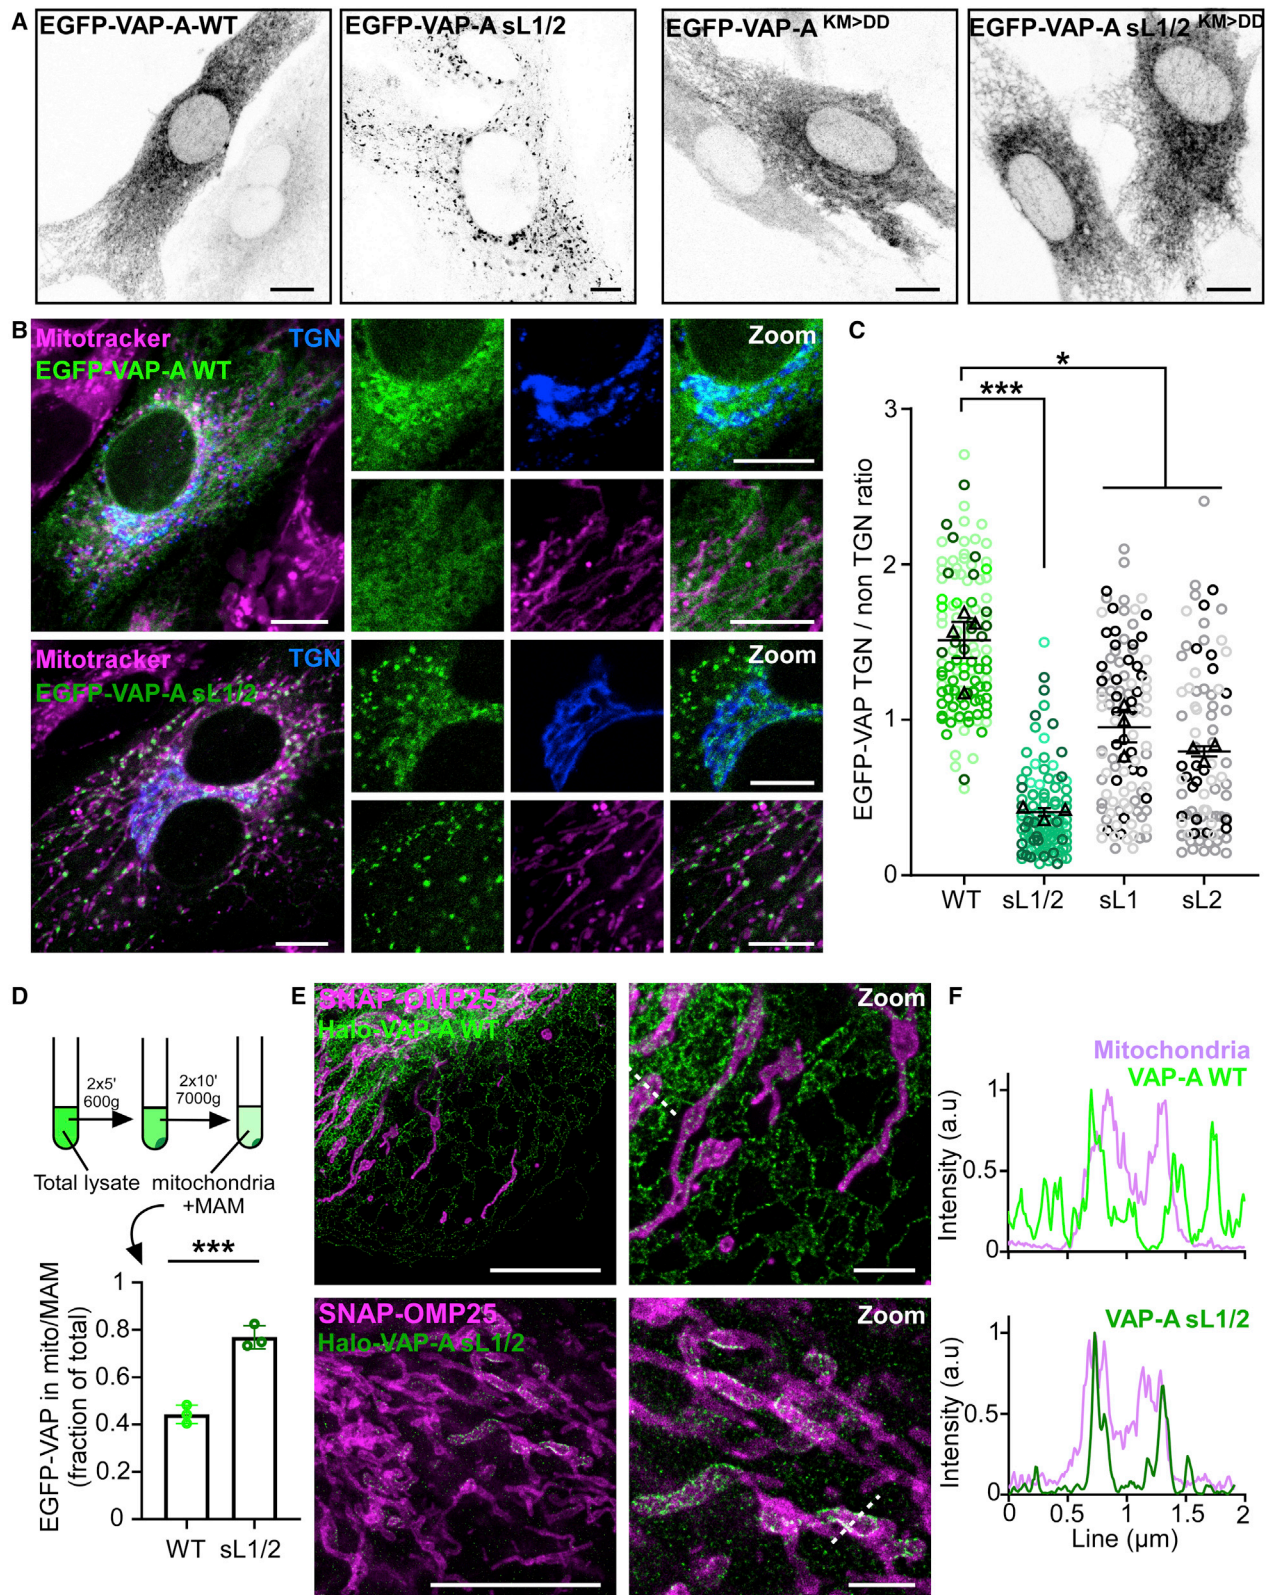 A
EGFP-VAP-A-WT
EGFP-VAP-A sL1/2
EGFP-VAP-A KM>DD
EGFP-VAP-A sL1/2 KM>DD
B
Mitotracker
TGN
EGFP-VAP-A WT
Zoom
Mitotracker
TGN
EGFP-VAP-A sL1/2
Zoom
C
*
***
3
2
1
0
EGFP-VAP TGN / non TGN ratio
WT
sL1/2
sL1
sL2
D
2x5'
600g
2x10'
7000g
Total lysate
mitochondria
+MAM
***
1
0.8
0.6
0.4
0.2
0
EGFP-VAP in mito/MAM
(fraction of total)
WT
sL1/2
E
SNAP-OMP25
Halo-VAP-A WT
Zoom
SNAP-OMP25
Halo-VAP-A sL1/2
Zoom
F
Mitochondria
VAP-A WT
1
0.5
0
Intensity (a.u)
VAP-A sL1/2
1
0.5
0
Intensity (a.u)
0
0.5
1
1.5
2
Line (µm)